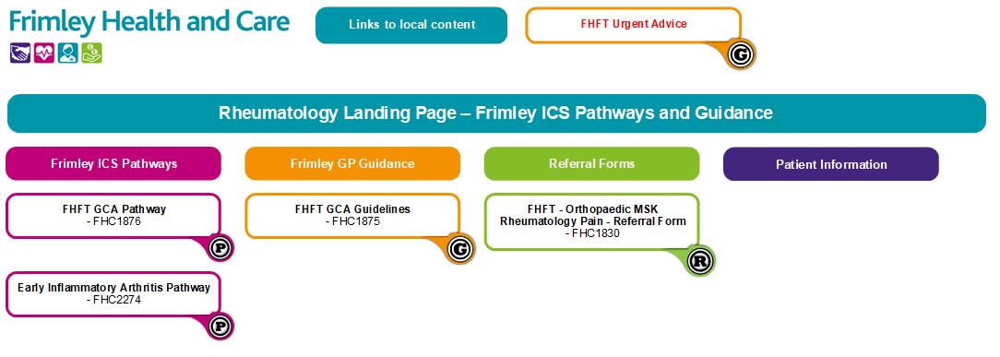 Frimley Health and Care
Links to local content
FHFT Urgent Advice
G
Rheumatology Landing Page – Frimley ICS Pathways and Guidance
Frimley ICS Pathways
Frimley GP Guidance
Referral Forms
Patient Information
FHFT GCA Pathway
- FHC1876
P
FHFT GCA Guidelines
- FHC1875
G
FHFT - Orthopaedic MSK
Rheumatology Pain - Referral Form
- FHC1830
R
Early Inflammatory Arthritis Pathway
- FHC2274
P